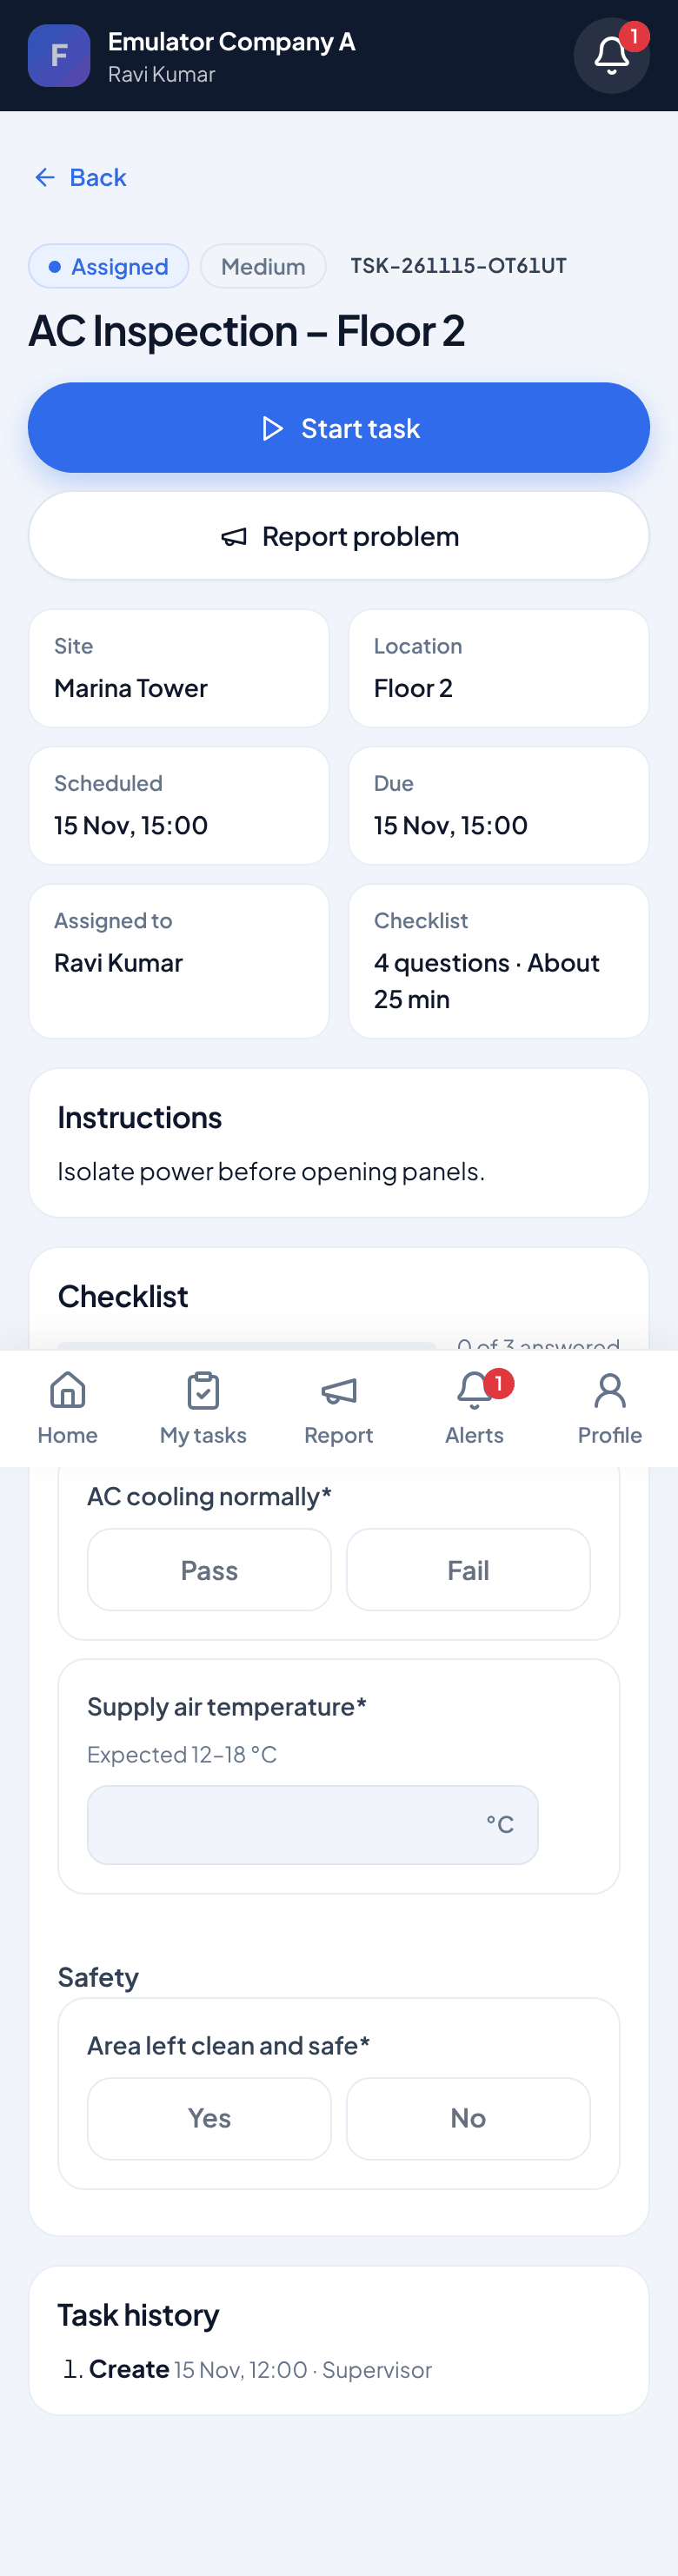 F
Emulator Company A
Ravi Kumar
1
Back
Assigned
Medium
TSK-261115-OT61UT
AC Inspection – Floor 2
Start task
Report problem
Site
Marina Tower
Location
Floor 2
Scheduled
15 Nov, 15:00
Due
15 Nov, 15:00
Assigned to
Ravi Kumar
Checklist
4 questions · About
25 min
Instructions
Isolate power before opening panels.
Checklist
0 of 3 answered
Home
My tasks
Report
1
Alerts
Profile
AC cooling normally*
Pass
Fail
Supply air temperature*
Expected 12–18 °C
°C
Safety
Area left clean and safe*
Yes
No
Task history
1. Create 15 Nov, 12:00 · Supervisor